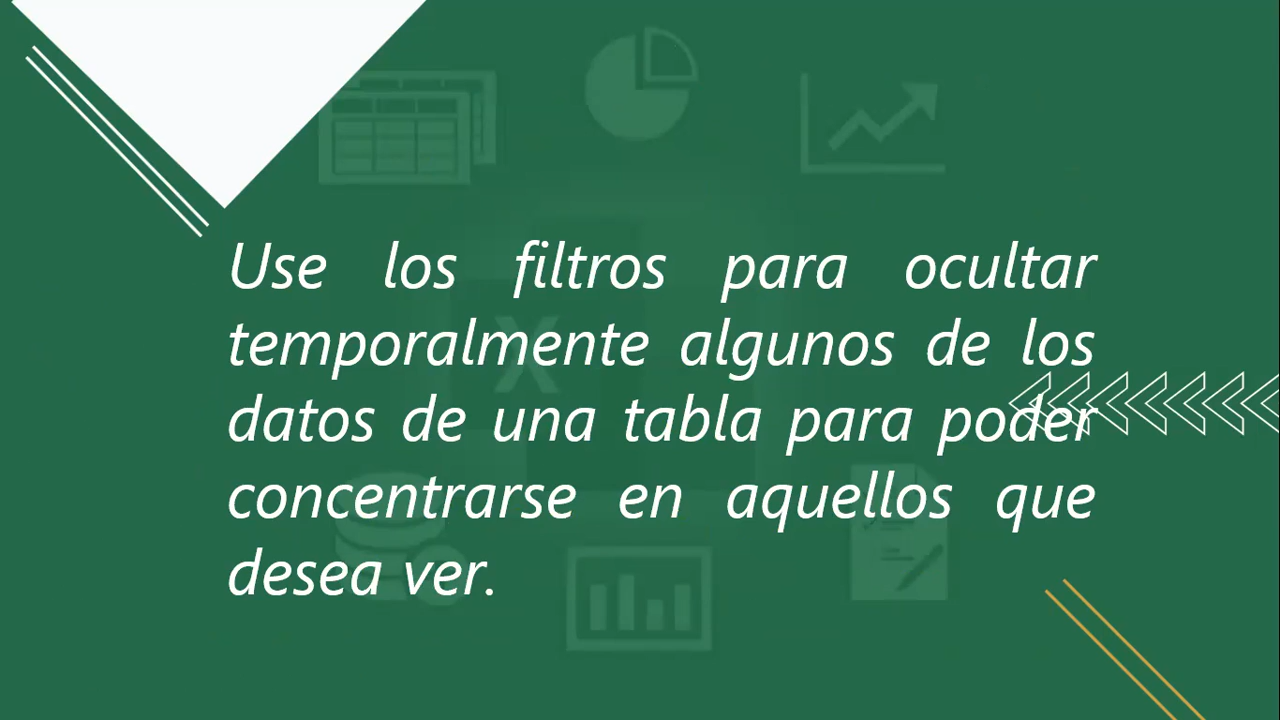 Use los filtros para ocultar
temporalmente algunos de los
datos de una tabla para poder
concentrarse en aquellos que
desea ver.